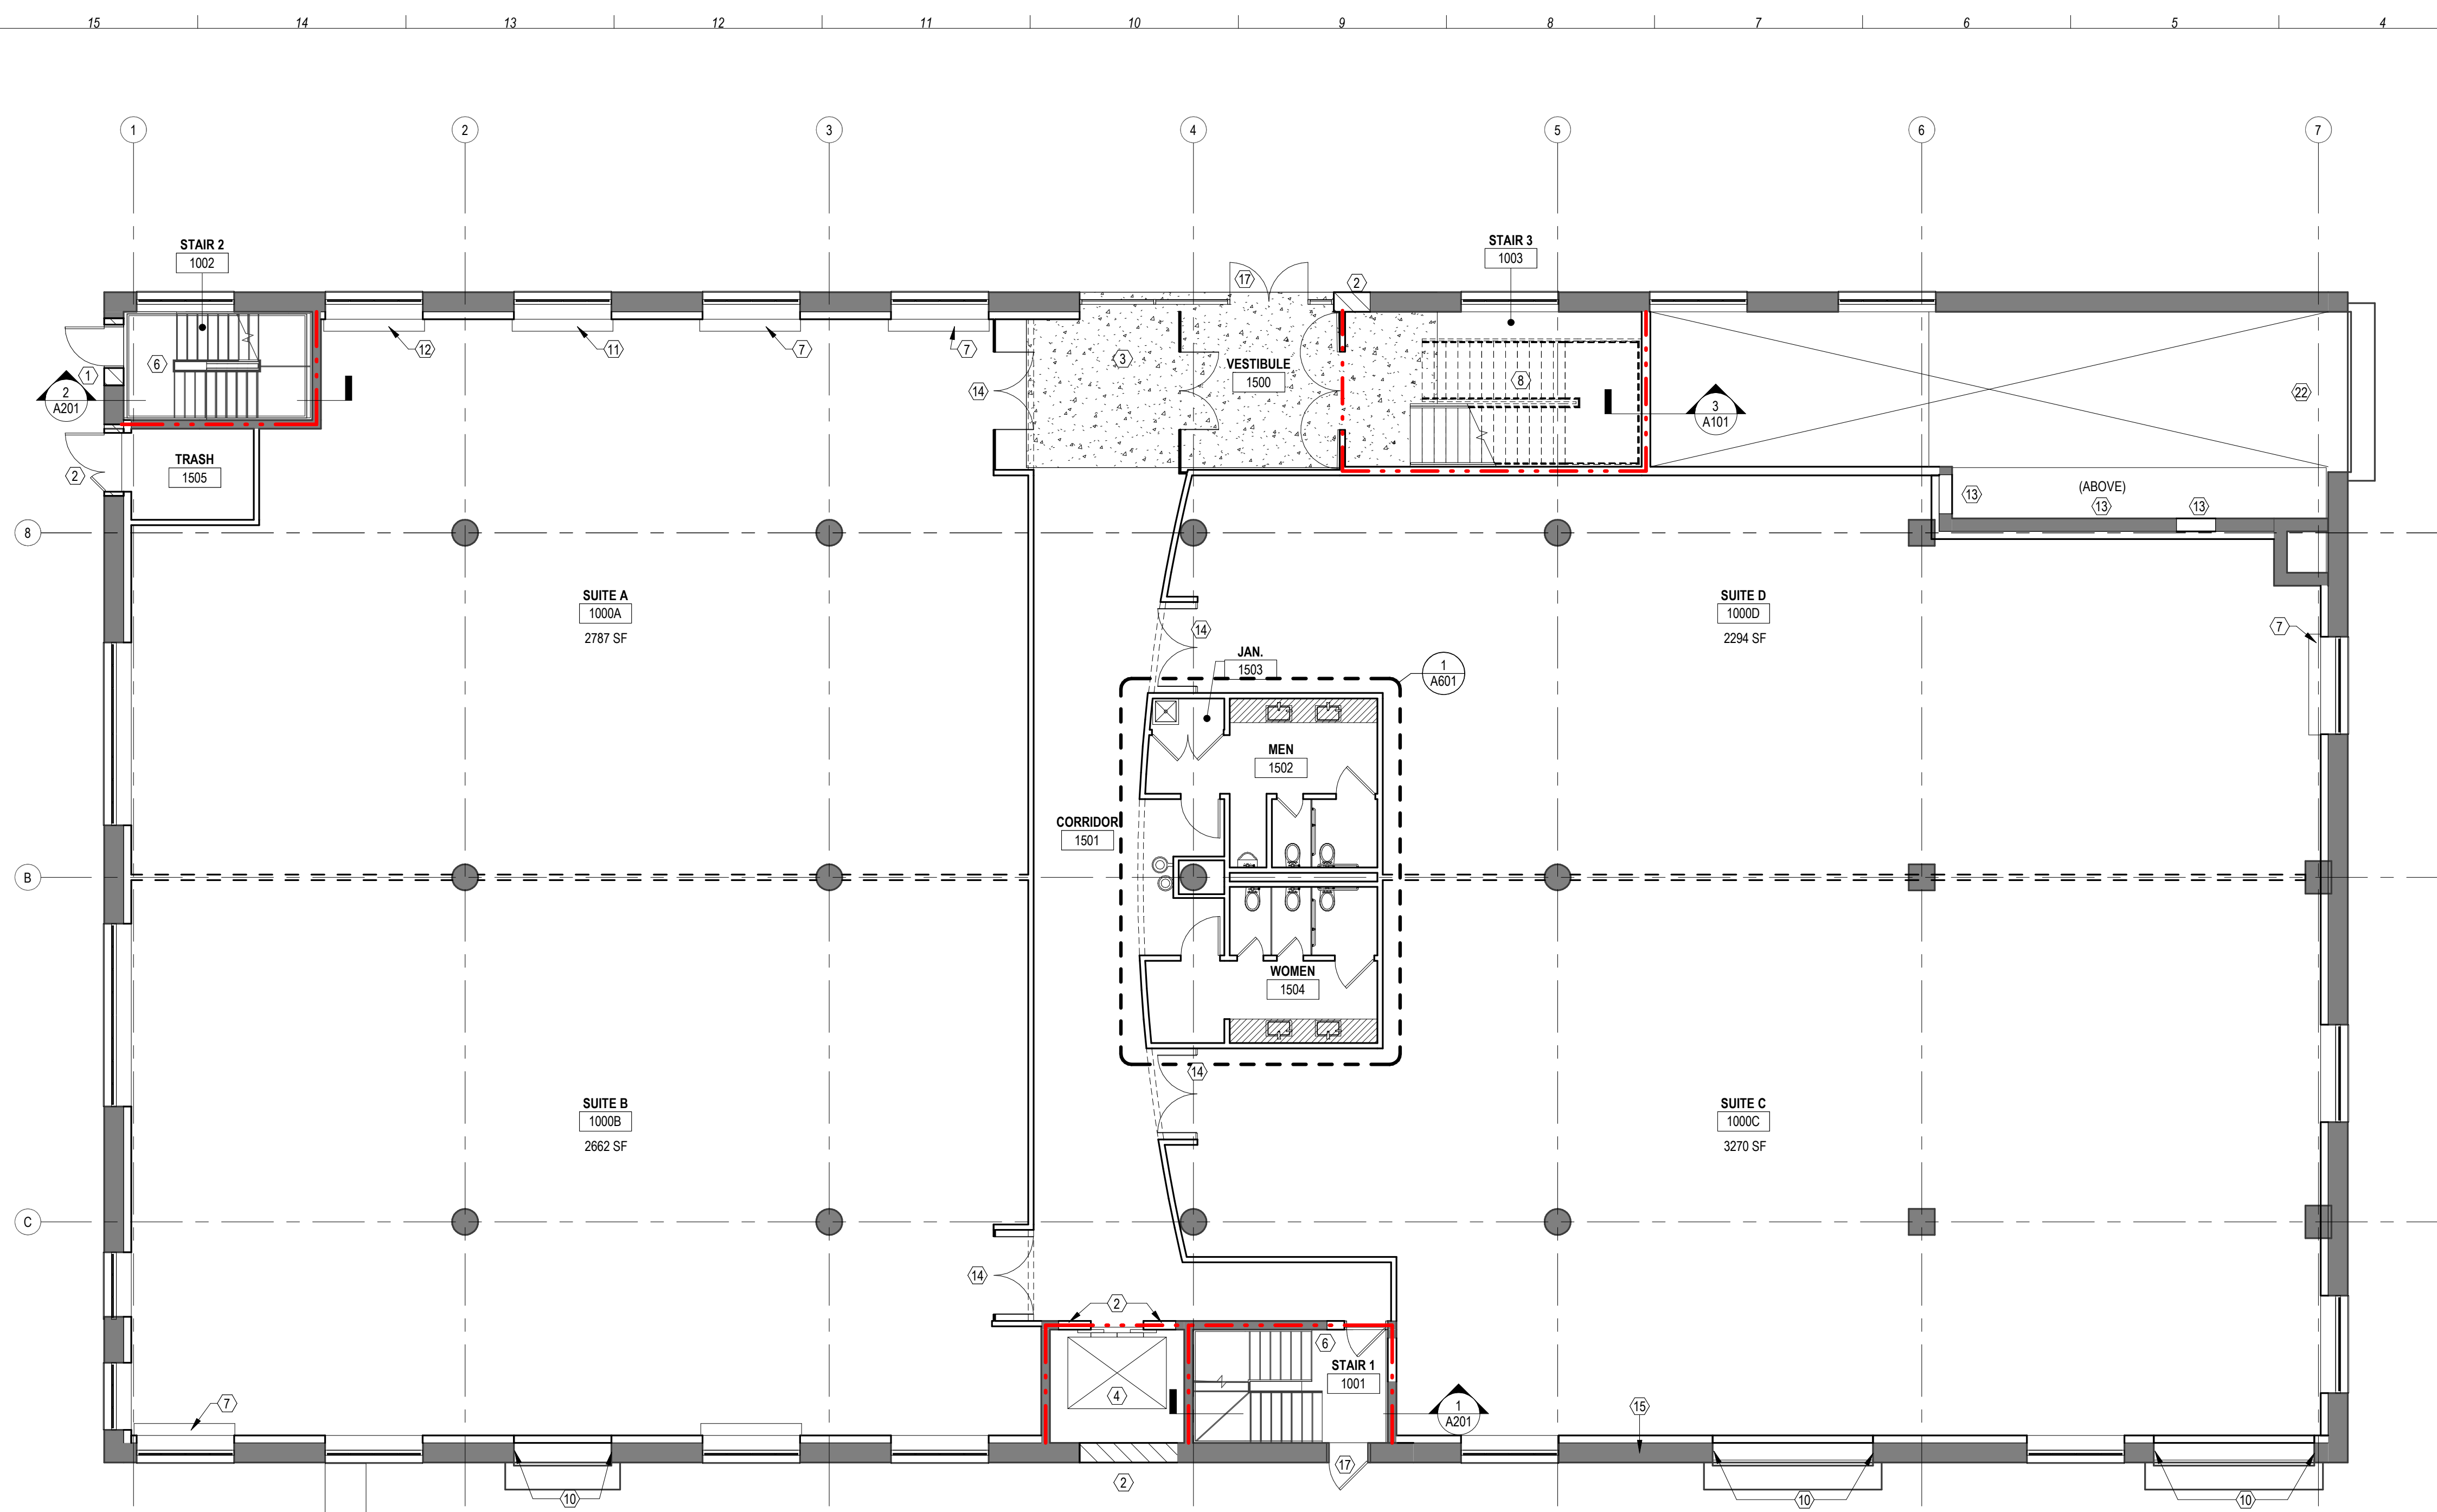 15 14 13 12 11 10 9 8 7 6 5 4
1 2 3 4 5 6 7
STAIR 2
1002
STAIR 3
1003
17
2
12
11
7
7
3
14
VESTIBULE
1500
8
3
A101
22
6
1
2
A201
TRASH
1505
2
13
(ABOVE)
13
13
8
SUITE A
1000A
2787 SF
SUITE D
1000D
2294 SF
14
7
JAN.
1503
1
A601
MEN
1502
CORRIDOR
1501
B
WOMEN
1504
14
SUITE B
1000B
2662 SF
SUITE C
1000C
3270 SF
C
14
2
6
STAIR 1
1001
4
7
1
A201
15
17
2
10
10
10